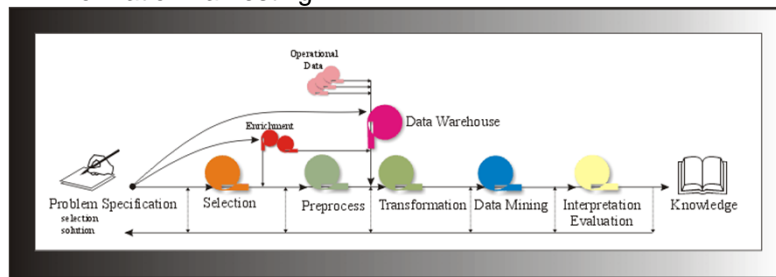 Operational
Data
Enrichment
Data Warehouse
Problem Specification
selection
solution
Selection
Preprocess
Transformation
Data Mining
Interpretation
Evaluation
Knowledge